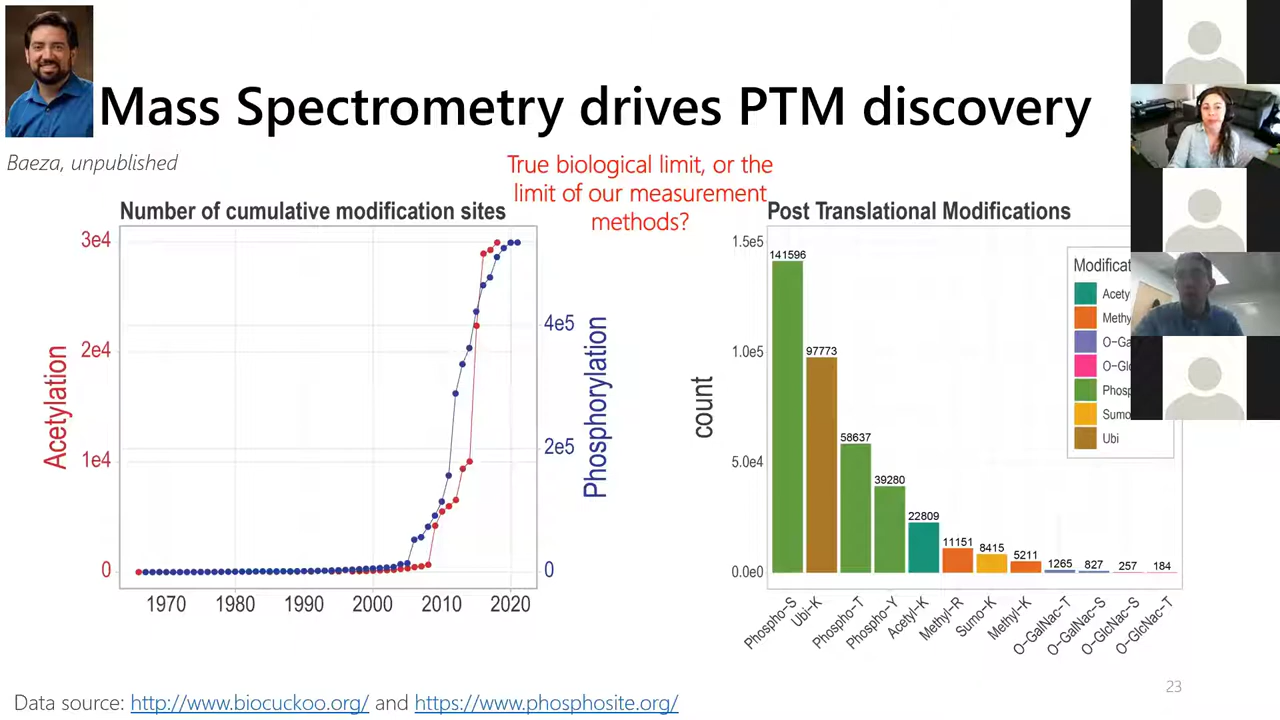 Mass Spectrometry drives PTM discovery
Baeza, unpublished
True biological limit, or the
limit of our measurement
methods?
Number of cumulative modification sites
3e4
2e4
1e4
0
Acetylation
4e5
2e5
0
Phosphorylation
1970 1980 1990 2000 2010 2020
Post Translational Modifications
1.5e5
1.0e5
5.0e4
0.0e0
count
141596
97773
58637
39280
22809
11151
8415
5211
1265
827
257
184
Modificat
Acety
Methy
O-Ga
O-Glc
Phosp
Sumo
Ubi
Phospho-S
Ubi-K
Phospho-T
Phospho-Y
Acetyl-K
Methyl-R
Sumo-K
Methyl-K
O-GalNac-T
O-GalNac-S
O-GlcNac-S
O-GlcNac-T
23
Data source: http://www.biocuckoo.org/ and https://www.phosphosite.org/